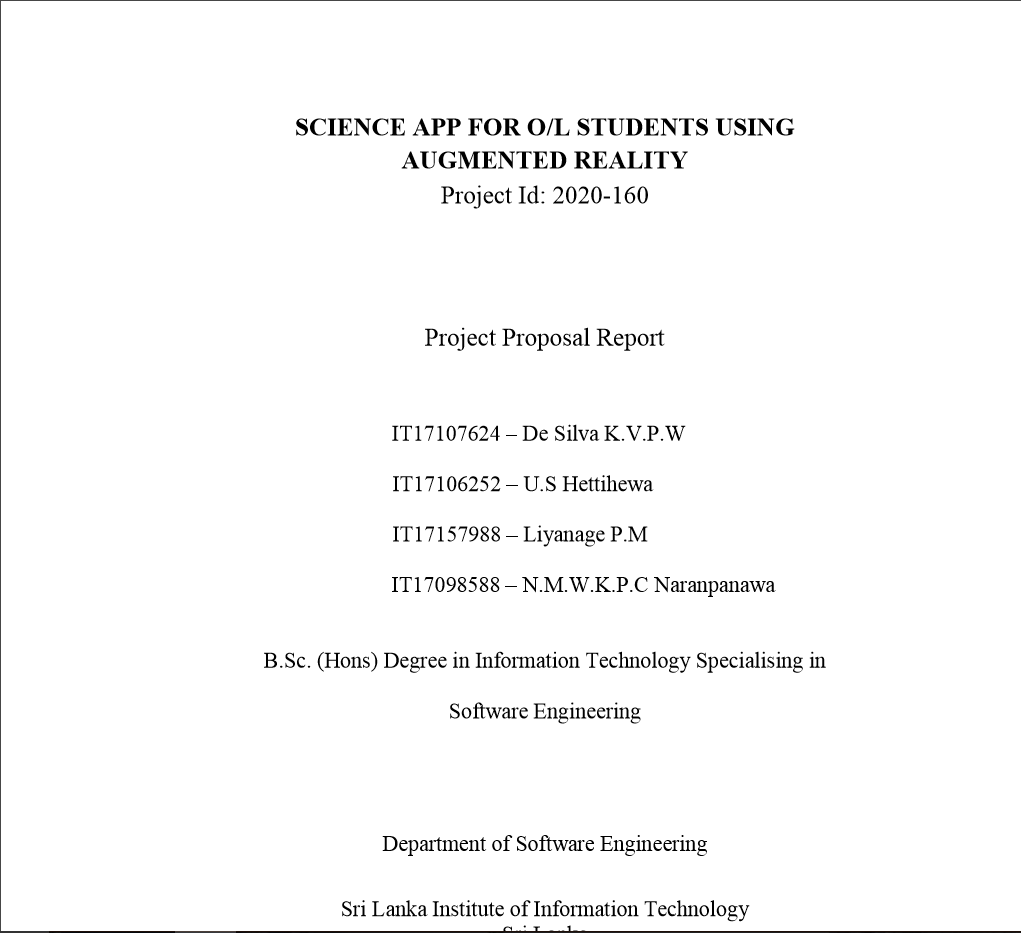 SCIENCE APP FOR O/L STUDENTS USING
AUGMENTED REALITY
Project Id: 2020-160
Project Proposal Report
IT17107624 – De Silva K.V.P.W
IT17106252 – U.S Hettihewa
IT17157988 – Liyanage P.M
IT17098588 – N.M.W.K.P.C Naranpanawa
B.Sc. (Hons) Degree in Information Technology Specialising in
Software Engineering
Department of Software Engineering
Sri Lanka Institute of Information Technology
Sri Lanka